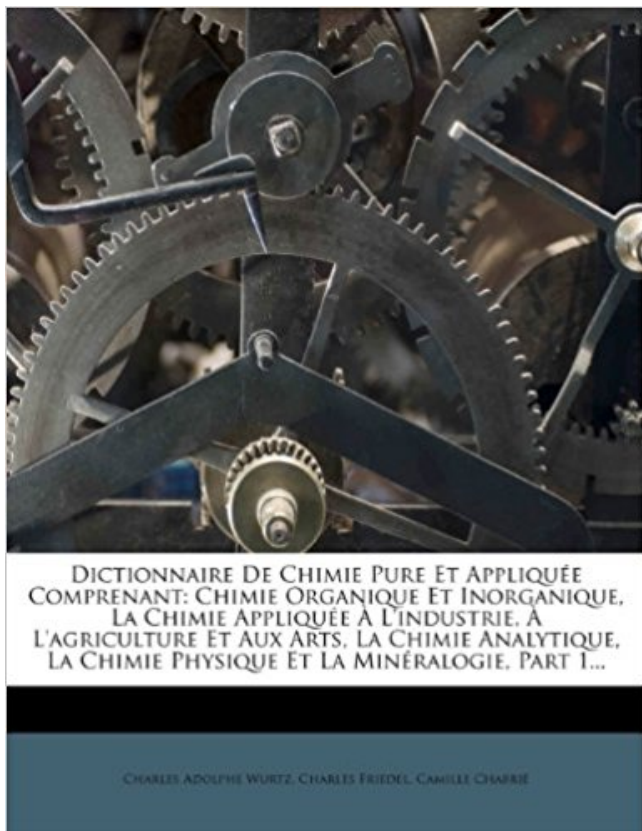 Dictionnaire De Chimie Pure Et Appliquée
Comprenant: Chimie Organique Et Inorganique,
La Chimie Appliquée À L'industrie, À
L'agriculture Et Aux Arts, La Chimie Analytique,
La Chimie Physique Et La Minéralogie, Part 1...
Charles Adolphe Wurtz, Charles Friedel, Camille Chabrié